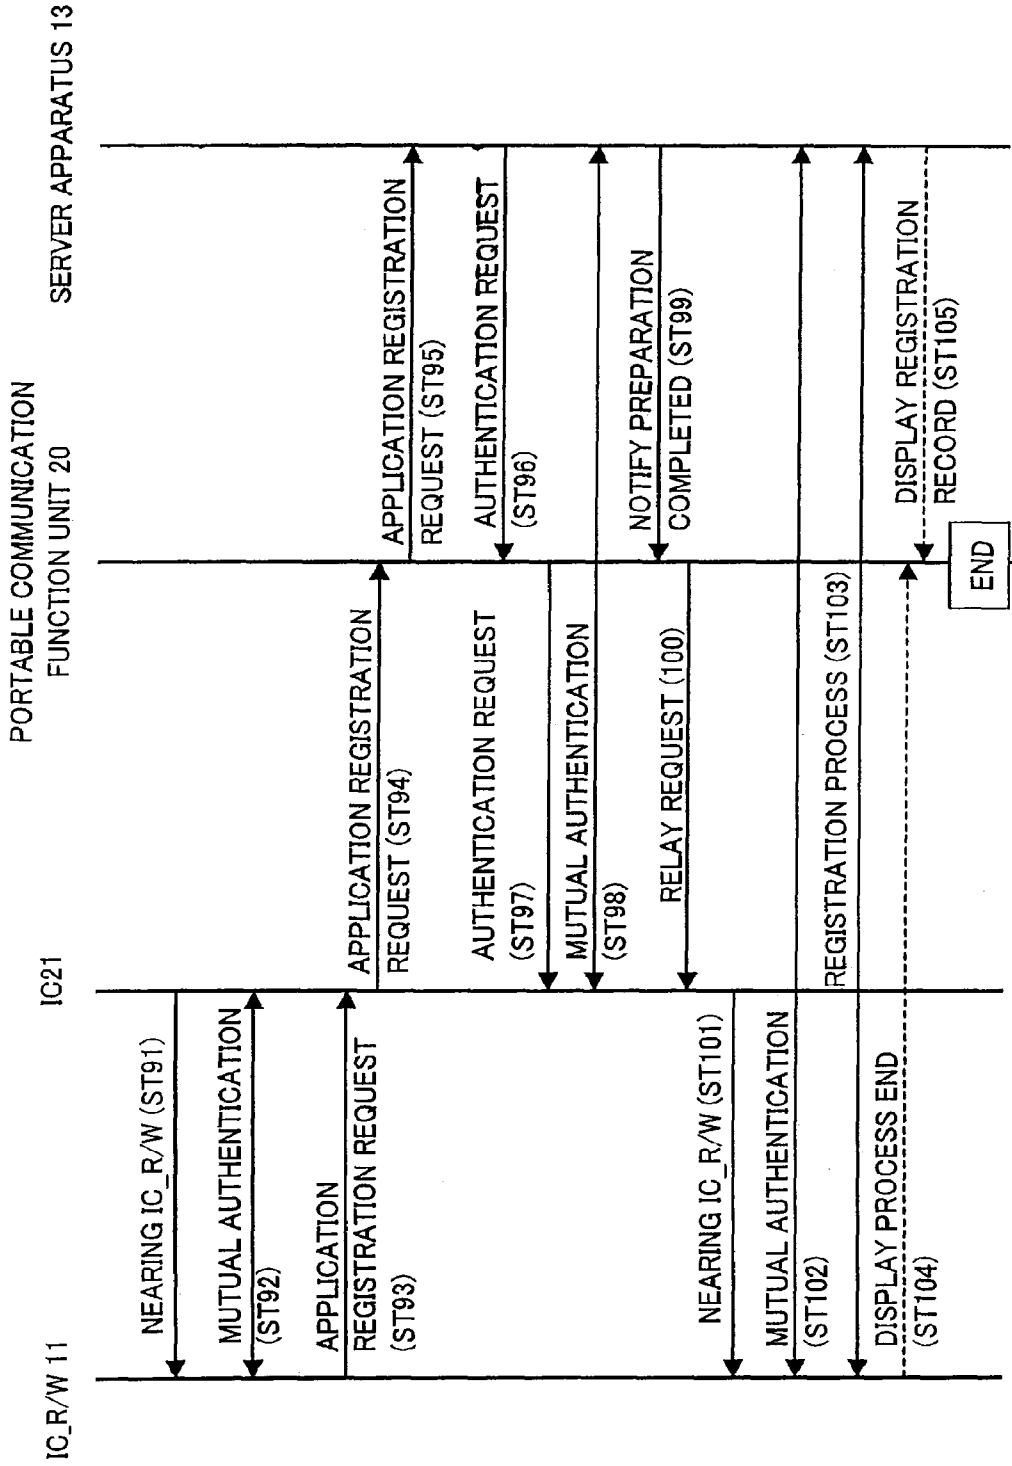 IC_R/W 11
IC21
PORTABLE COMMUNICATION
FUNCTION UNIT 20
SERVER APPARATUS 13
NEARING IC_R/W (ST91)
MUTUAL AUTHENTICATION
(ST92)
APPLICATION
REGISTRATION REQUEST
(ST93)
APPLICATION REGISTRATION
REQUEST (ST94)
APPLICATION REGISTRATION
REQUEST (ST95)
AUTHENTICATION REQUEST
(ST96)
AUTHENTICATION REQUEST
(ST97)
MUTUAL AUTHENTICATION
(ST98)
NOTIFY PREPARATION
COMPLETED (ST99)
RELAY REQUEST (100)
NEARING IC_R/W (ST101)
MUTUAL AUTHENTICATION
(ST102)
REGISTRATION PROCESS (ST103)
DISPLAY PROCESS END
(ST104)
DISPLAY REGISTRATION
RECORD (ST105)
END